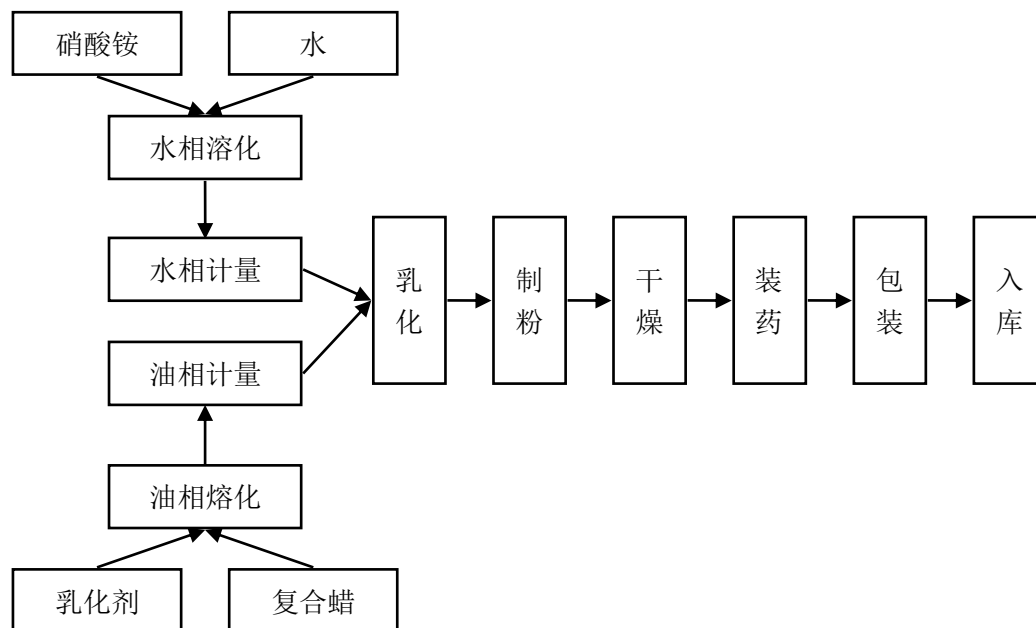 硝酸铵
水
水相溶化
水相计量
油相计量
油相熔化
乳化剂
复合蜡
乳
化
制
粉
干
燥
装
药
包
装
入
库